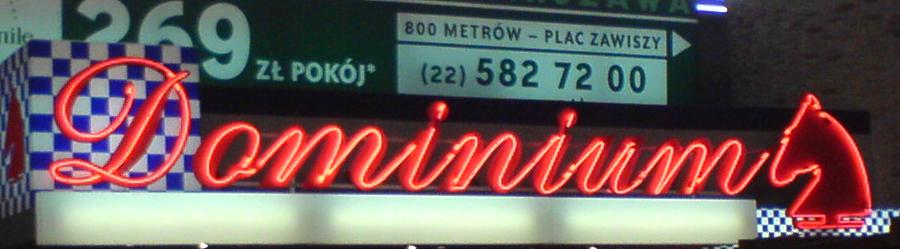 269
ZŁ POKÓJ*
800 METRÓW – PLAC ZAWISZY
(22) 582 72 00
Dominium